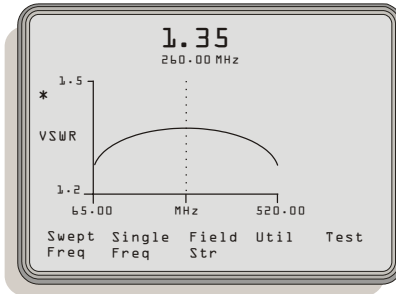 1.35
260.00 MHz
1.5
*
VSWR
1.2
65.00 MHz 520.00
Swept Single Field Util Test
Freq Freq Str